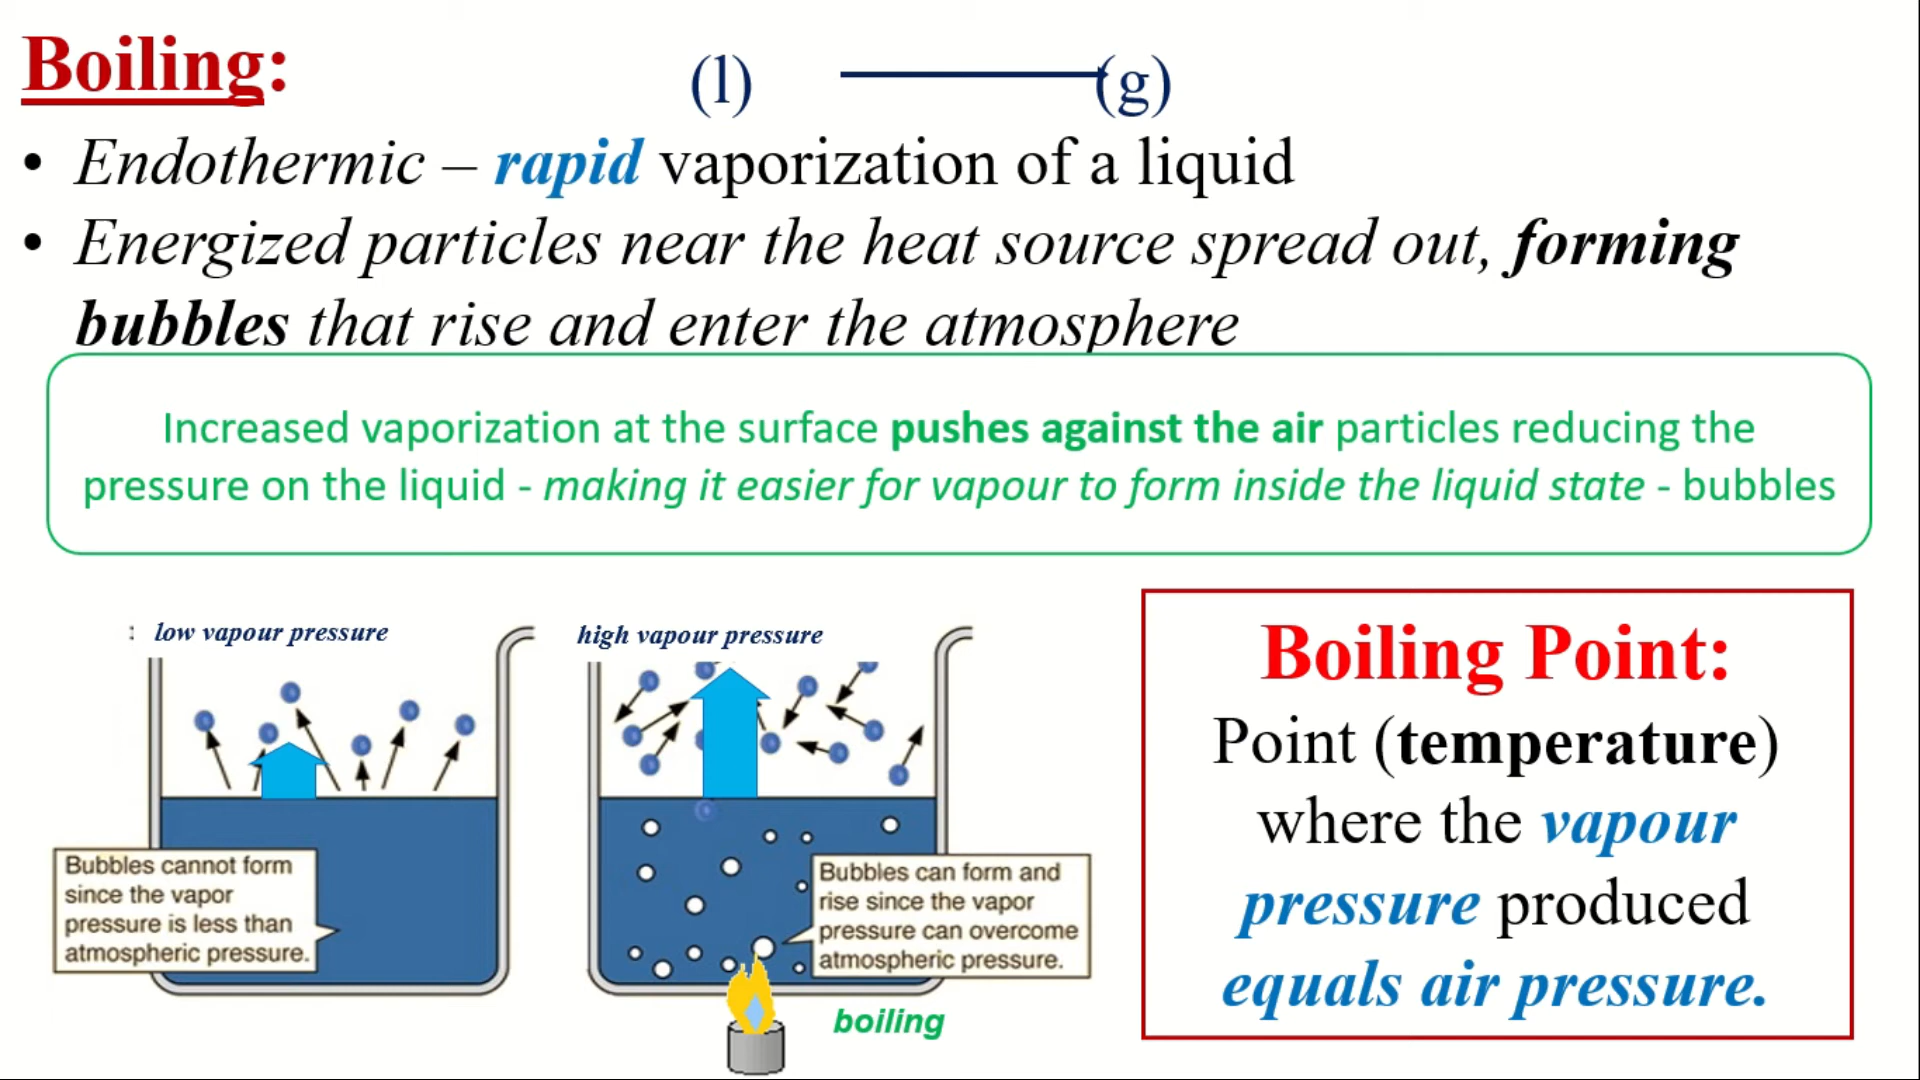 Boiling:
(l) (g)
• Endothermic – rapid vaporization of a liquid
• Energized particles near the heat source spread out, forming
bubbles that rise and enter the atmosphere
Increased vaporization at the surface pushes against the air particles reducing the
pressure on the liquid - making it easier for vapour to form inside the liquid state - bubbles
: low vapour pressure
high vapour pressure
Bubbles cannot form
since the vapor
pressure is less than
atmospheric pressure.
Bubbles can form and
rise since the vapor
pressure can overcome
atmospheric pressure.
boiling
Boiling Point:
Point (temperature)
where the vapour
pressure produced
equals air pressure.